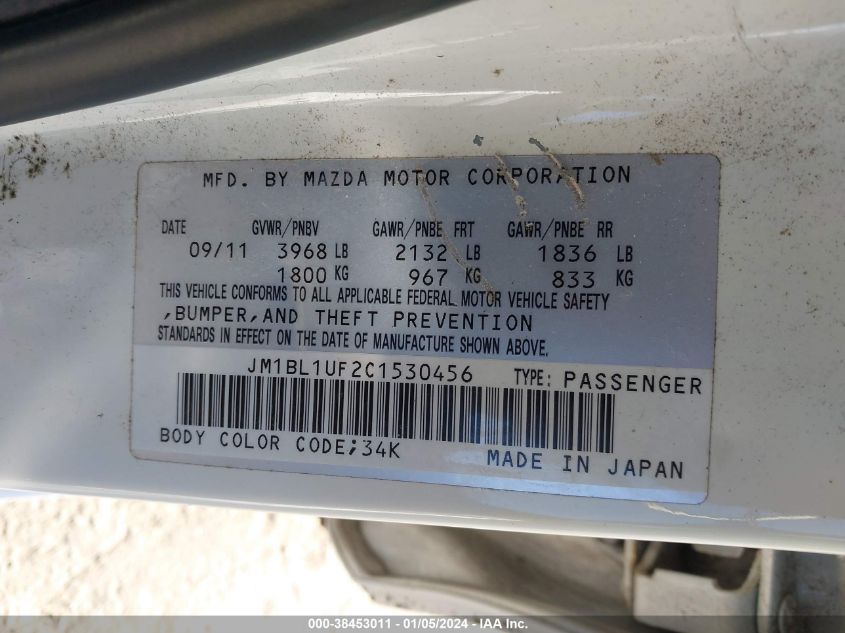 MFD. BY MAZDA MOTOR CORPORATION
DATE GVWR/PNBV GAWR/PNBE FRT GAWR/PNBE RR
09/11 3968 LB 2132 LB 1836 LB
1800 KG 967 KG 833 KG
THIS VEHICLE CONFORMS TO ALL APPLICABLE FEDERAL MOTOR VEHICLE SAFETY
,BUMPER,AND THEFT PREVENTION
STANDARDS IN EFFECT ON THE DATE OF MANUFACTURE SHOWN ABOVE.
JM1BL1UF2C1530456 TYPE: PASSENGER
BODY COLOR CODE;34K
MADE IN JAPAN
000-38453011 - 01/05/2024 - IAA Inc.